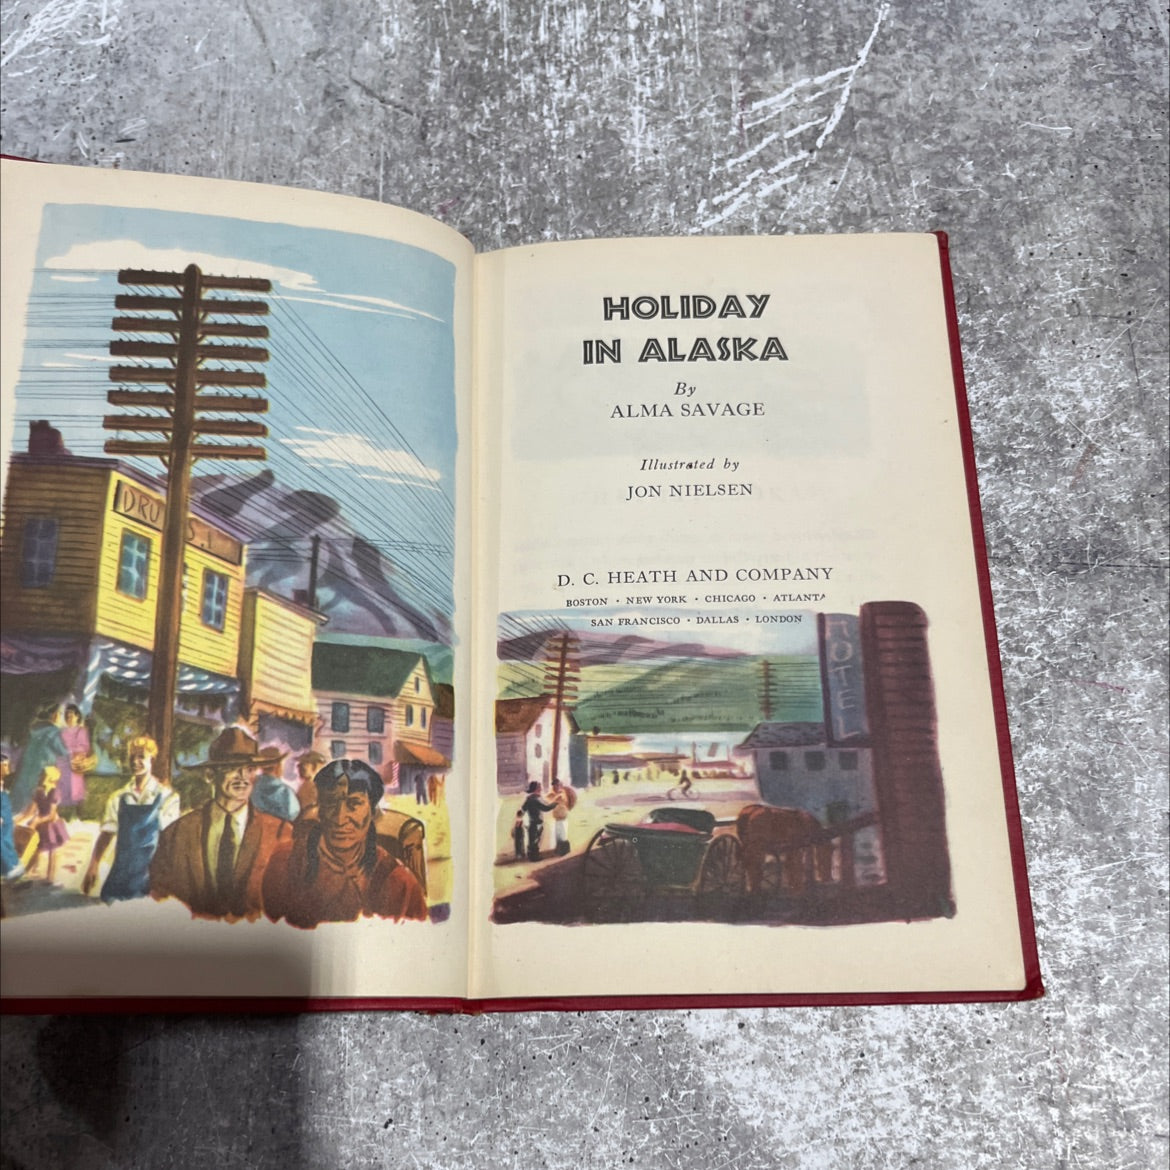 DRUGS.
HOLIDAY
IN ALASKA
By
ALMA SAVAGE
Illustrated by
JON NIELSEN
D. C. HEATH AND COMPANY
BOSTON · NEW YORK · CHICAGO · ATLANTA
SAN FRANCISCO · DALLAS · LONDON
HOTEL